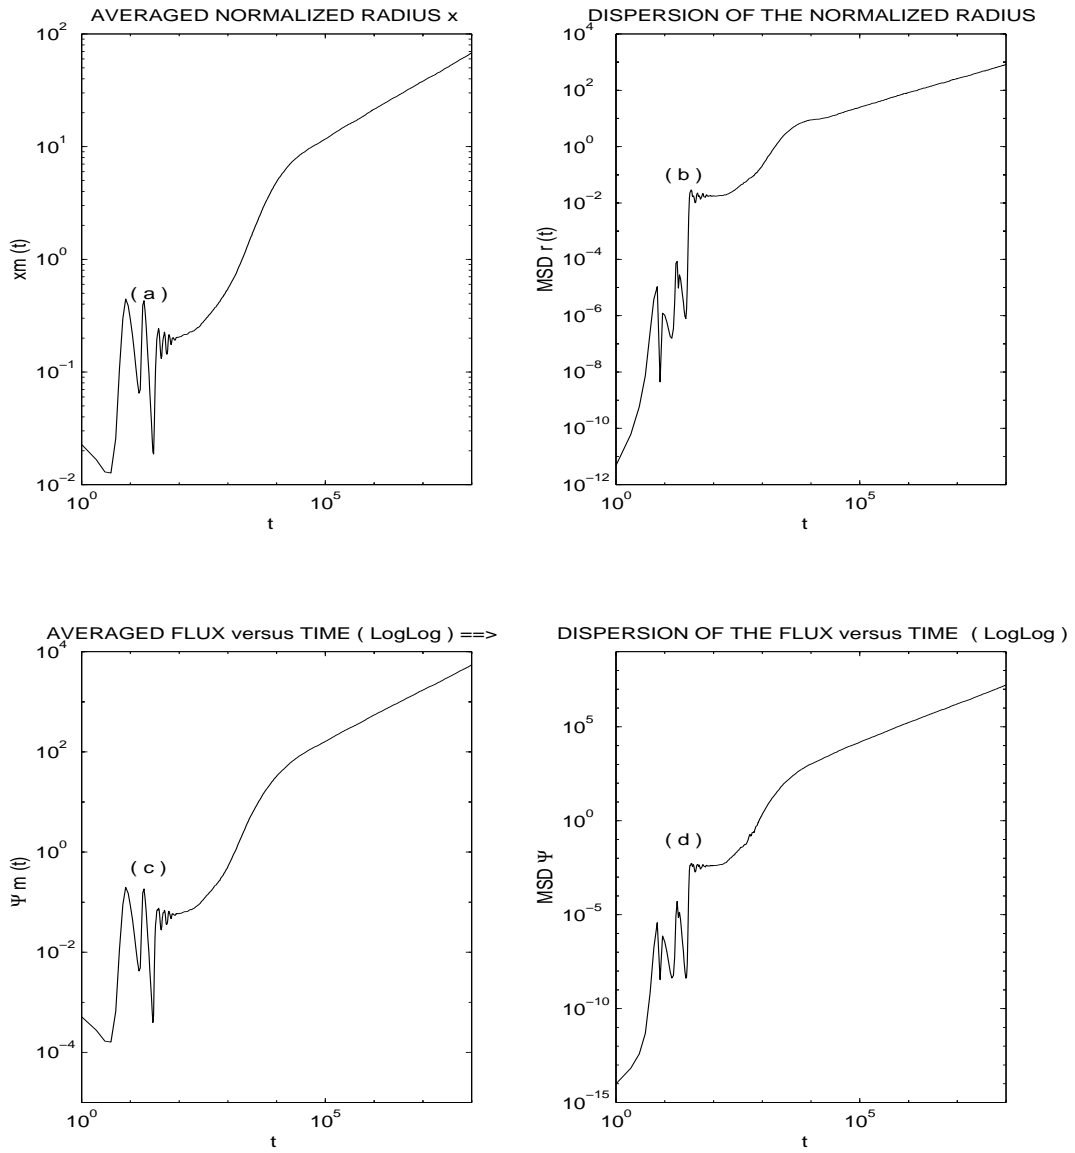 AVERAGED NORMALIZED RADIUS x
10^2
10^1
10^0
10^−1
10^−2
xm (t)
( a )
10^0
10^5
t
DISPERSION OF THE NORMALIZED RADIUS
10^4
10^2
10^0
10^−2
10^−4
10^−6
10^−8
10^−10
10^−12
MSD r (t)
( b )
10^0
10^5
t
AVERAGED FLUX versus TIME ( LogLog ) ==>
10^4
10^2
10^0
10^−2
10^−4
Ψ m (t)
( c )
10^0
10^5
t
DISPERSION OF THE FLUX versus TIME ( LogLog )
10^5
10^0
10^−5
10^−10
10^−15
MSD Ψ
( d )
10^0
10^5
t